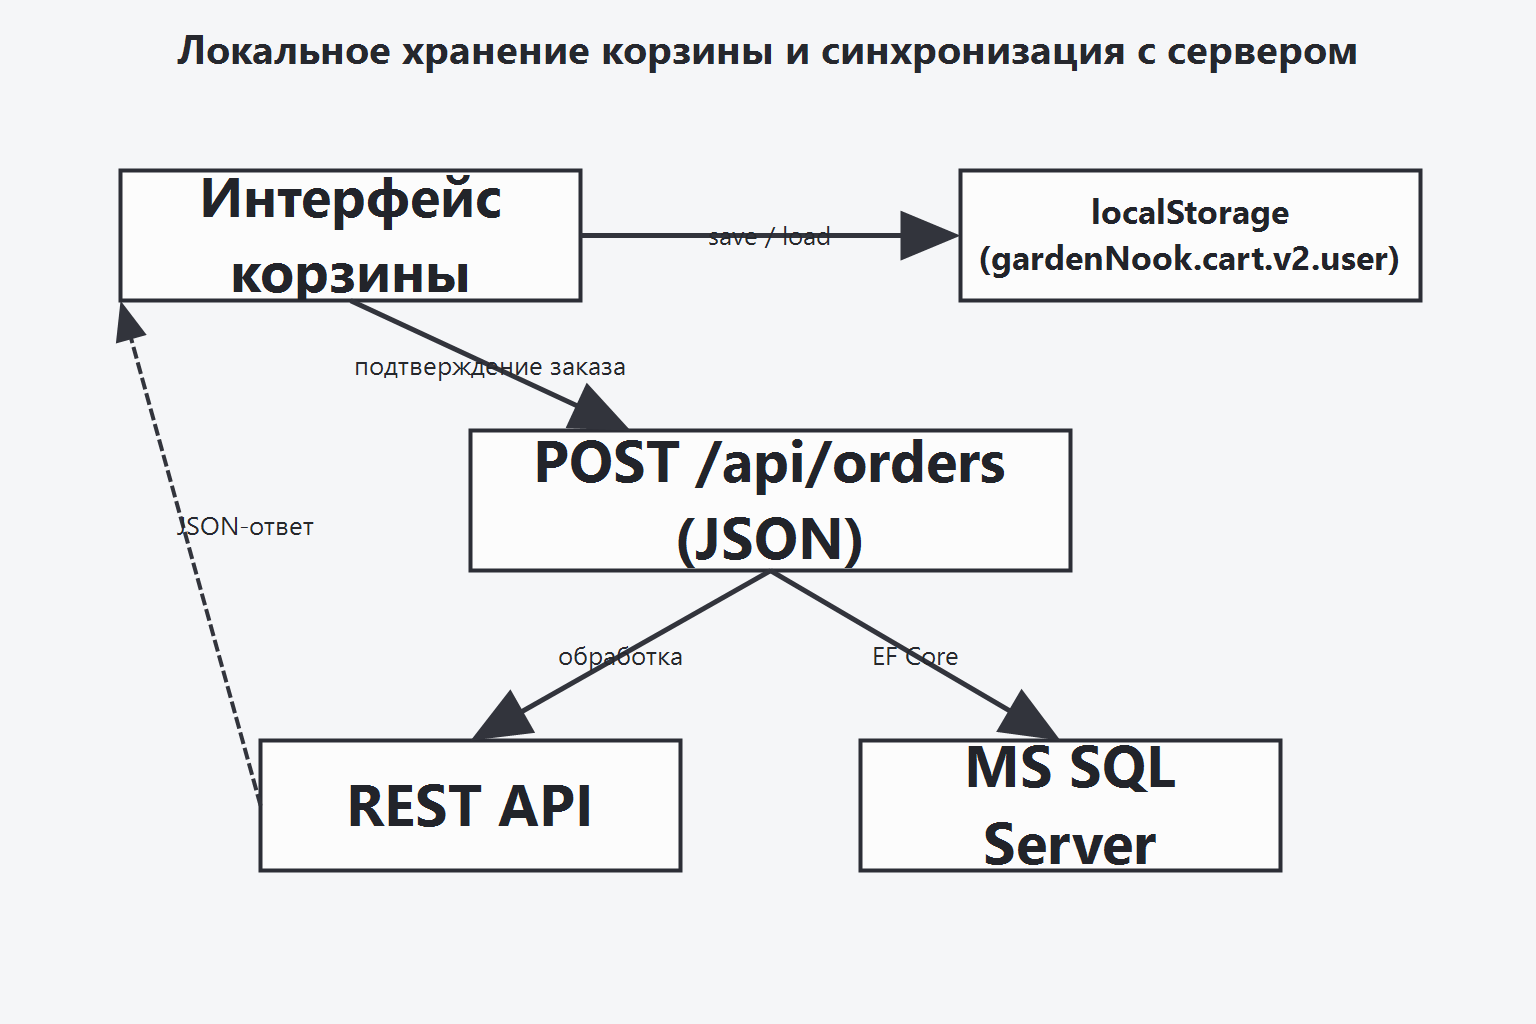 Локальное хранение корзины и синхронизация с сервером
Интерфейс
корзины
save / load
localStorage
(gardenNook.cart.v2.user)
подтверждение заказа
POST /api/orders
(JSON)
JSON-ответ
обработка
EF Core
REST API
MS SQL
Server